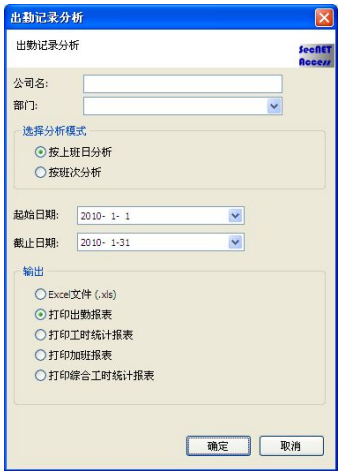 出勤记录分析
出勤记录分析
SecNET
Access
公司名:
部门:
选择分析模式
按上班日分析
按班次分析
起始日期: 2010- 1- 1
截止日期: 2010- 1-31
输出
Excel文件 (.xls)
打印出勤报表
打印工时统计报表
打印加班报表
打印综合工时统计报表
确定 取消